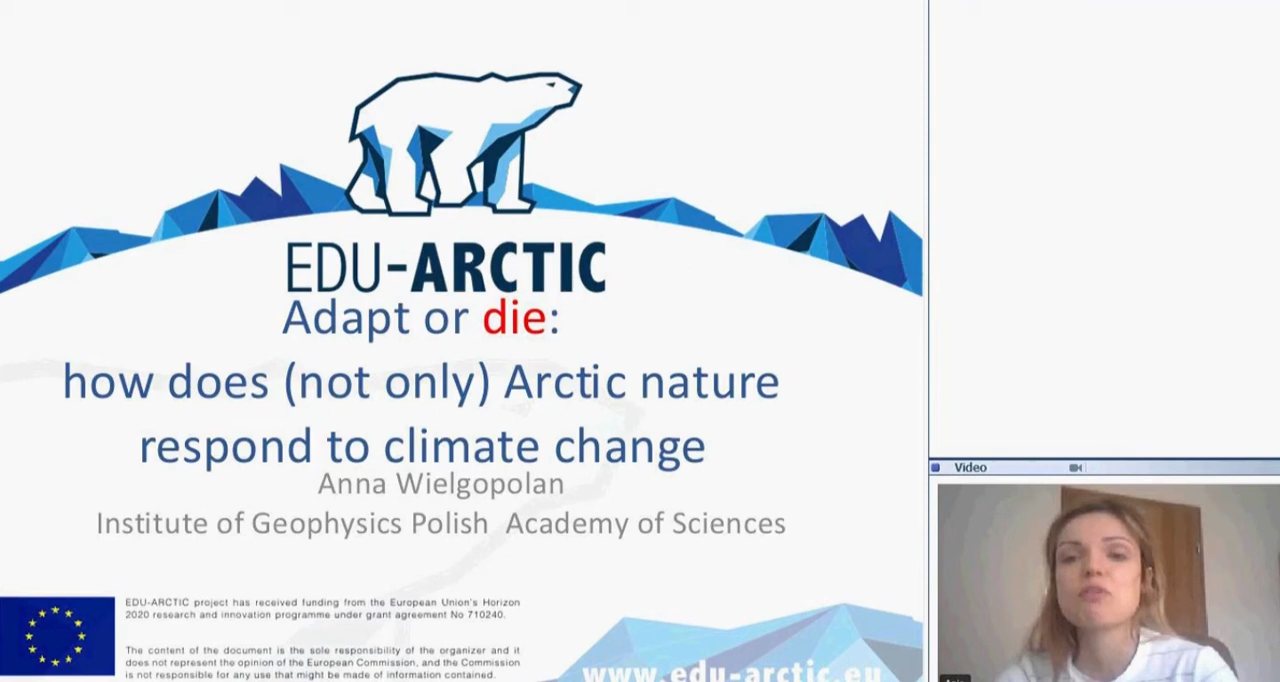 EDU-ARCTIC
Adapt or die:
how does (not only) Arctic nature
respond to climate change
Anna Wielgopolan
Institute of Geophysics Polish Academy of Sciences
EDU-ARCTIC project has received funding from the European Union's Horizon
2020 research and innovation programme under grant agreement No 710240.
The content of the document is the sole responsibility of the organizer and it
does not represent the opinion of the European Commission, and the Commission
is not responsible for any use that might be made of information contained.
www.edu-arctic.eu
Video